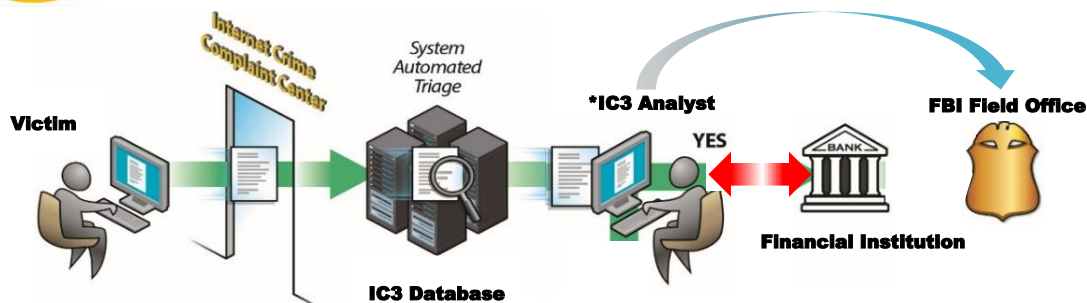 Internet Crime
Complaint Center
System
Automated
Triage
*IC3 Analyst
FBI Field Office
Victim
YES
BANK
Financial Institution
IC3 Database